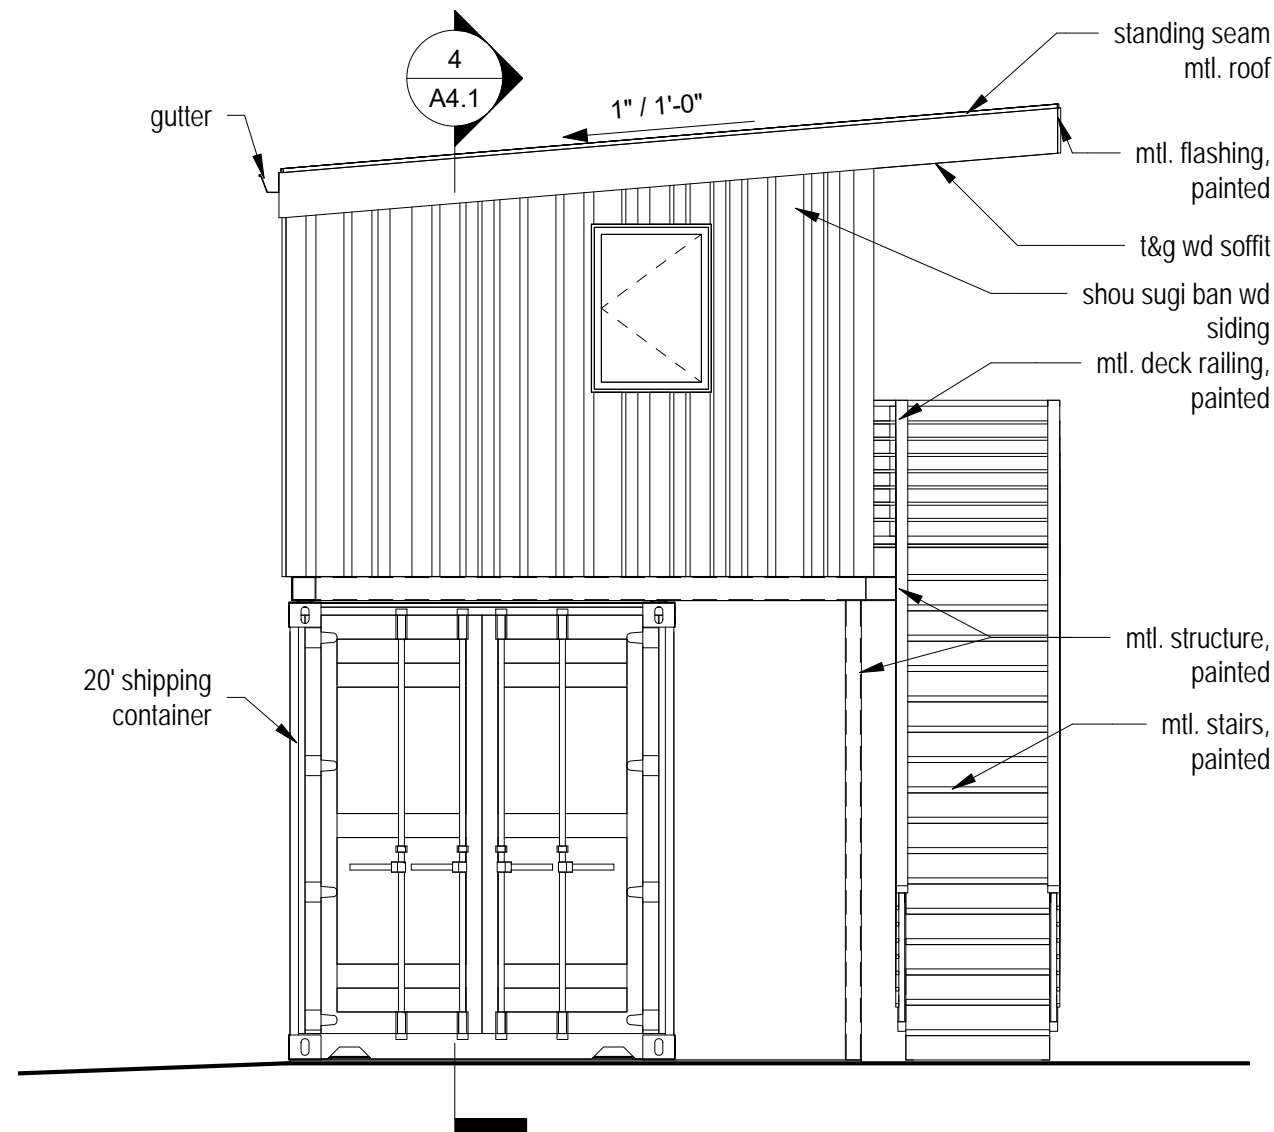 standing seam
mtl. roof
4
A4.1
1" / 1'-0"
gutter
mtl. flashing,
painted
t&g wd soffit
shou sugi ban wd
siding
mtl. deck railing,
painted
mtl. structure,
painted
20' shipping
container
mtl. stairs,
painted